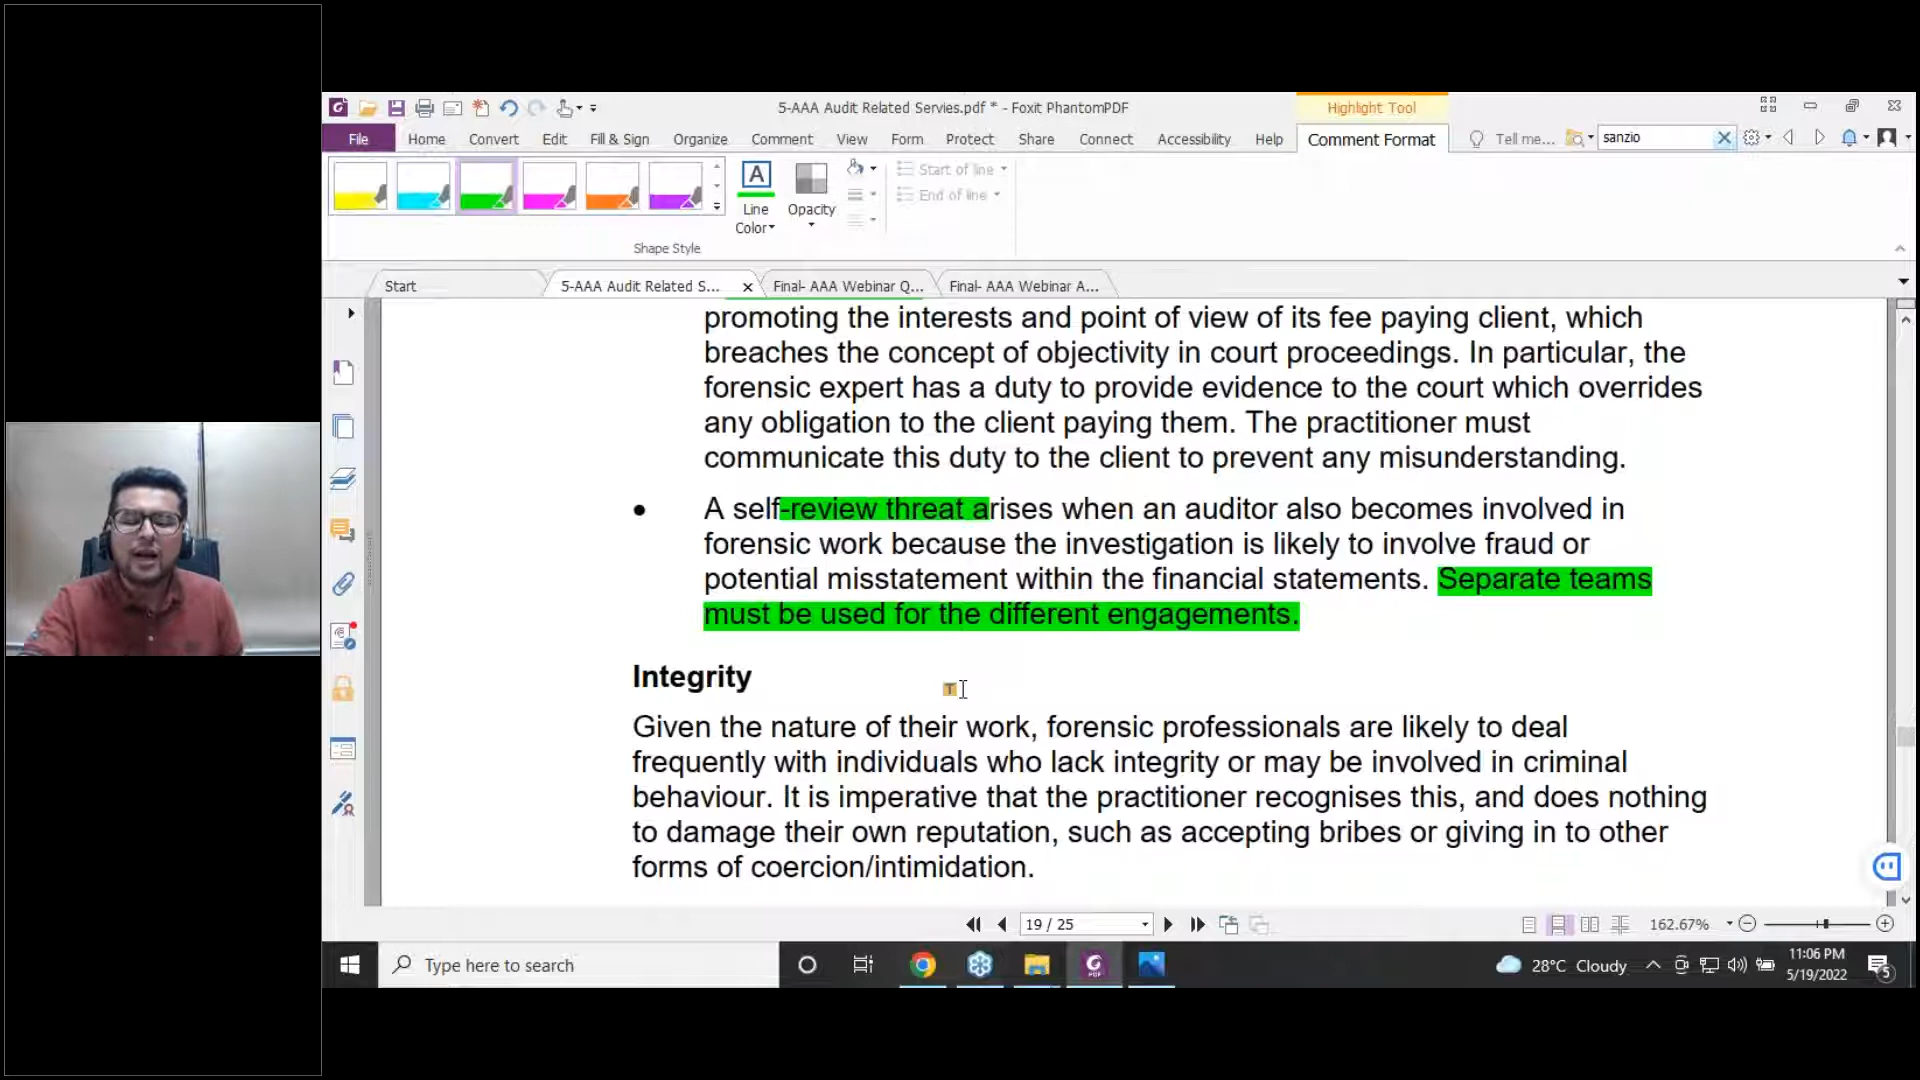 5-AAA Audit Related Servies.pdf * - Foxit PhantomPDF
Highlight Tool
File
Home
Convert
Edit
Fill & Sign
Organize
Comment
View
Form
Protect
Share
Connect
Accessibility
Help
Comment Format
Tell me...
sanzio
Line
Color
Opacity
Start of line
End of line
Shape Style
Start
5-AAA Audit Related S...
Final- AAA Webinar Q...
Final- AAA Webinar A...
promoting the interests and point of view of its fee paying client, which
breaches the concept of objectivity in court proceedings. In particular, the
forensic expert has a duty to provide evidence to the court which overrides
any obligation to the client paying them. The practitioner must
communicate this duty to the client to prevent any misunderstanding.
• A self-review threat arises when an auditor also becomes involved in
forensic work because the investigation is likely to involve fraud or
potential misstatement within the financial statements. Separate teams
must be used for the different engagements.
Integrity
Given the nature of their work, forensic professionals are likely to deal
frequently with individuals who lack integrity or may be involved in criminal
behaviour. It is imperative that the practitioner recognises this, and does nothing
to damage their own reputation, such as accepting bribes or giving in to other
forms of coercion/intimidation.
19 / 25
162.67%
Type here to search
28°C Cloudy
11:06 PM
5/19/2022
5